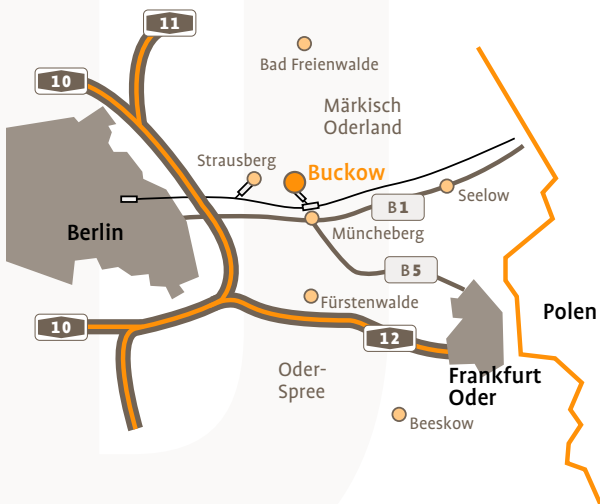 11
Bad Freienwalde
10
Märkisch
Oderland
Strausberg
Buckow
Seelow
B1
Berlin
Müncheberg
B5
Fürstenwalde
Polen
10
12
Oder-
Spree
Frankfurt
Oder
Beeskow